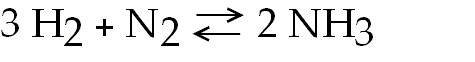 3 H₂ + N₂ ⇌ 2 NH₃